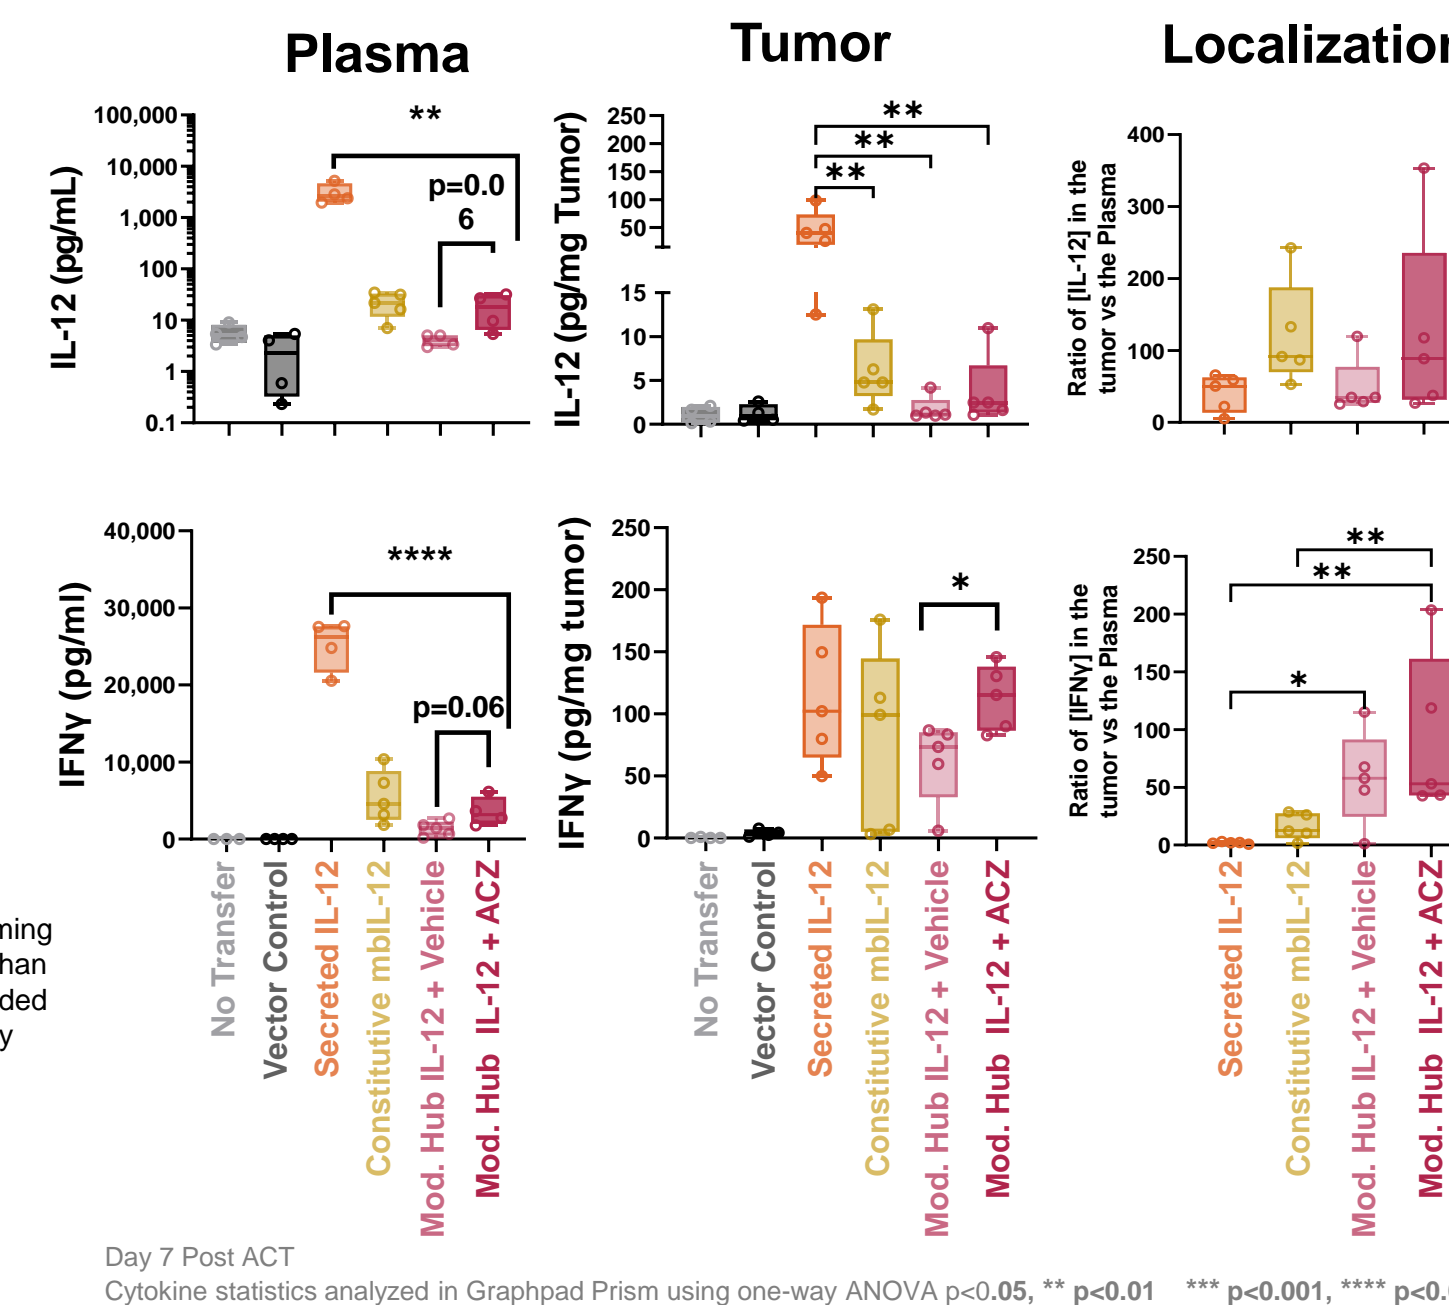 Plasma
Tumor
Localization
IL-12 (pg/mL)
100,000
10,000
1,000
100
10
1
0.1
**
p=0.0
6
IL-12 (pg/mg Tumor)
250
200
150
100
50
15
10
5
0
**
**
**
Ratio of [IL-12] in the
tumor vs the Plasma
400
300
200
100
0
IFNγ (pg/ml)
40,000
30,000
20,000
10,000
0
****
p=0.06
IFNγ (pg/mg tumor)
250
200
150
100
50
0
*
Ratio of [IFNγ] in the
tumor vs the Plasma
250
200
150
100
50
0
**
**
*
No Transfer
Vector Control
Secreted IL-12
Constitutive mbIL-12
Mod. Hub IL-12 + Vehicle
Mod. Hub IL-12 + ACZ
No Transfer
Vector Control
Secreted IL-12
Constitutive mbIL-12
Mod. Hub IL-12 + Vehicle
Mod. Hub IL-12 + ACZ
Secreted IL-12
Constitutive mbIL-12
Mod. Hub IL-12 + Vehicle
Mod. Hub IL-12 + ACZ
ming
han
ded
y
Day 7 Post ACT
Cytokine statistics analyzed in Graphpad Prism using one-way ANOVA p<0.05, ** p<0.01 *** p<0.001, **** p<0.